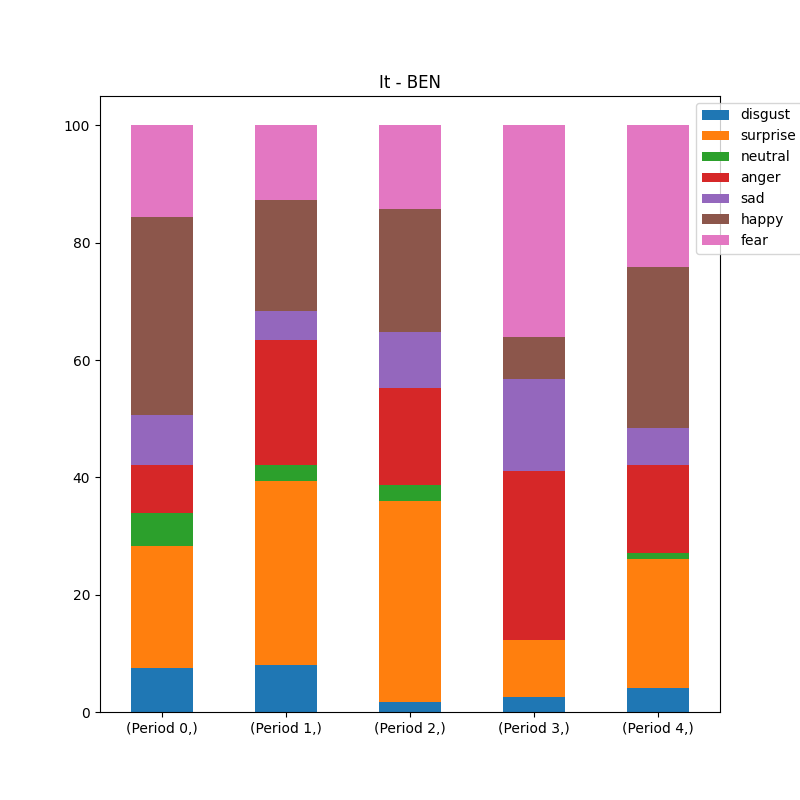 It - BEN
100
80
60
40
20
0
(Period 0,) (Period 1,) (Period 2,) (Period 3,) (Period 4,)
disgust
surprise
neutral
anger
sad
happy
fear